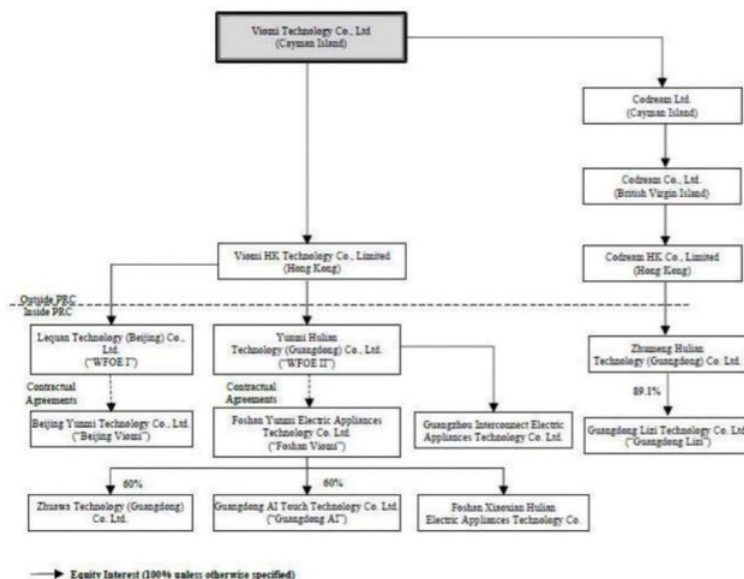 Viomi Technology Co., Ltd
(Cayman Island)
Codream Ltd.
(Cayman Island)
Codream Co., Ltd.
(British Virgin Island)
Viomi HK Technology Co., Limited
(Hong Kong)
Codream HK Co., Limited
(Hong Kong)
Outside PRC
Inside PRC
Lequan Technology (Beijing) Co.,
Ltd.
("WFOE I")
Yunmi Hulian
Technology (Guangdong) Co., Ltd.
("WFOE II")
Zhumeng Hulian
Technology (Guangdong) Co. Ltd.
Contractual
Agreements
Contractual
Agreements
89.1%
Beijing Yunmi Technology Co., Ltd.
("Beijing Viomi")
Foshan Yunmi Electric Appliances
Technology Co. Ltd.
("Foshan Viomi")
Guangzhou Interconnect Electric
Appliances Technology Co. Ltd.
Guangdong Lizi Technology Co. Ltd
("Guangdong Lizi")
60%
60%
Zhuawa Technology (Guangdong)
Co. Ltd.
Guangdong AI Touch Technology Co. Ltd.
("Guangdong AI")
Foshan Xiaoxian Hulian
Electric Appliances Technology Co.
Equity Interest (100% unless otherwise specified)